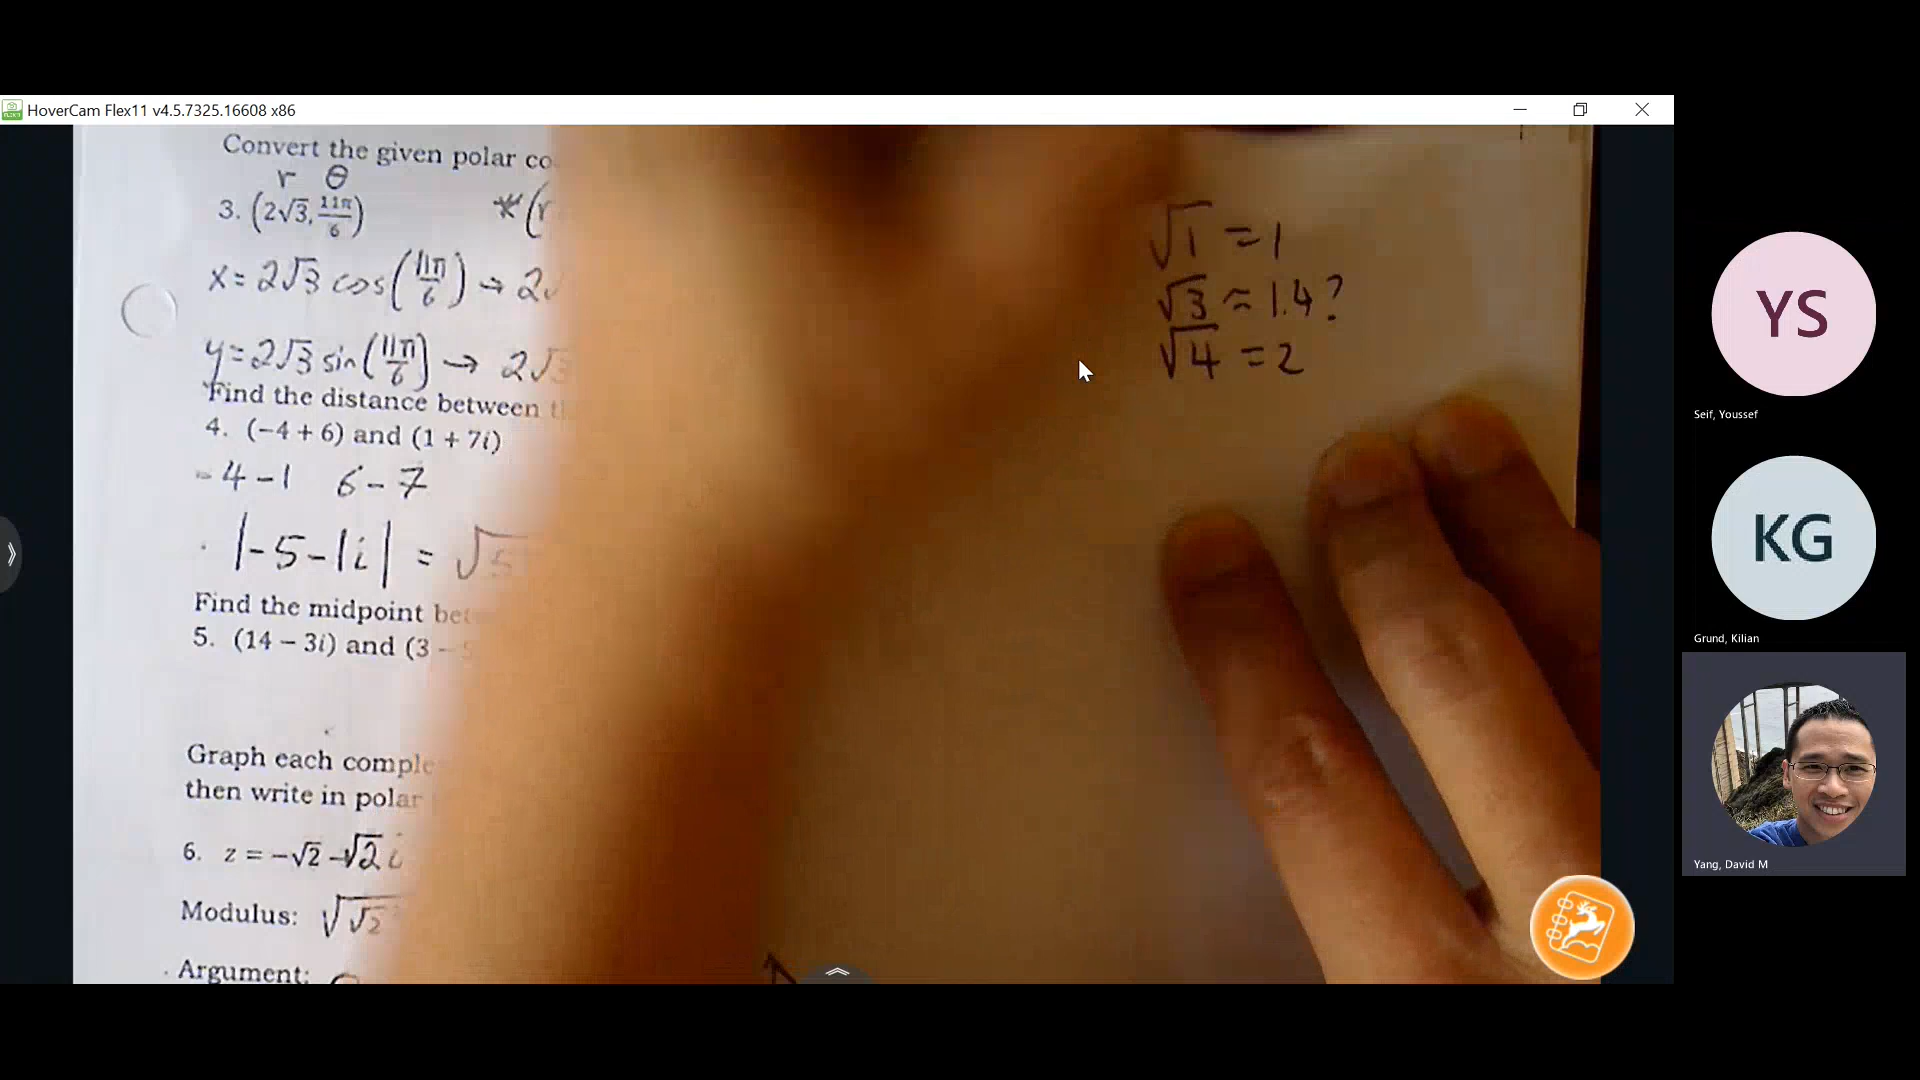 HoverCam Flex11 v4.5.7325.16608 x86
Convert the given polar co
r θ
3. (2√3, 11π/6) *(r
x = 2√3 cos(11π/6) → 2√
y = 2√3 sin(11π/6) → 2√3
Find the distance between t
4. (−4 + 6) and (1 + 7i)
-4 - 1 6 - 7
|-5 - 1i| = √5
Find the midpoint bet
5. (14 − 3i) and (3 − 5
Graph each comple
then write in polar
6. z = −√2 -√2 i
Modulus: √√2
Argument:
√1 = 1
√3 ≈ 1.4?
√4 = 2
YS
Seif, Youssef
KG
Grund, Kilian
Yang, David M